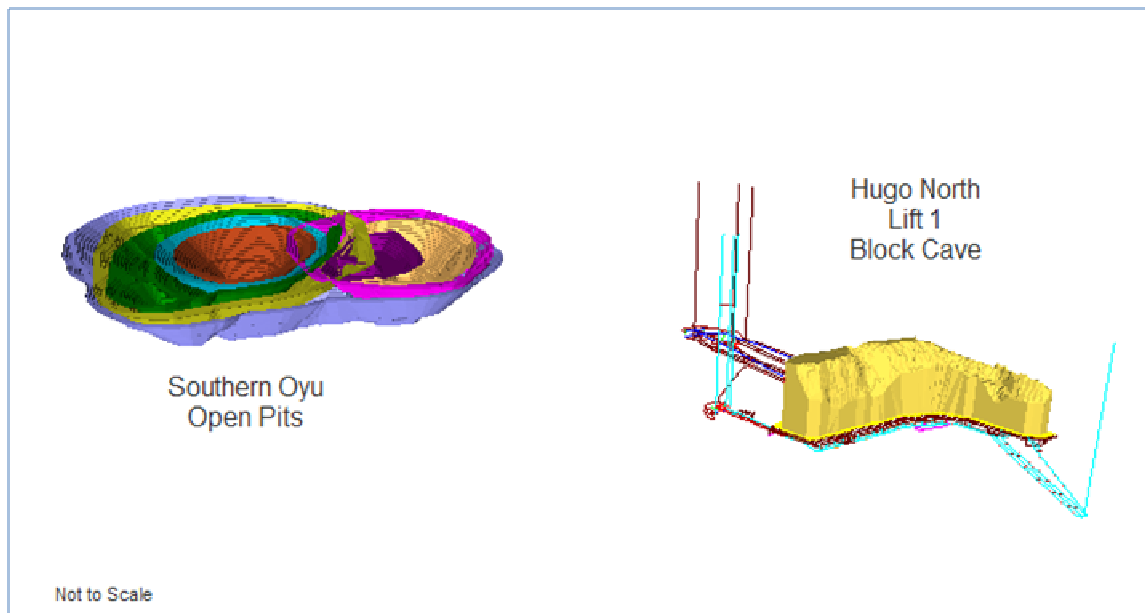 Southern Oyu
Open Pits
Hugo North
Lift 1
Block Cave
Not to Scale